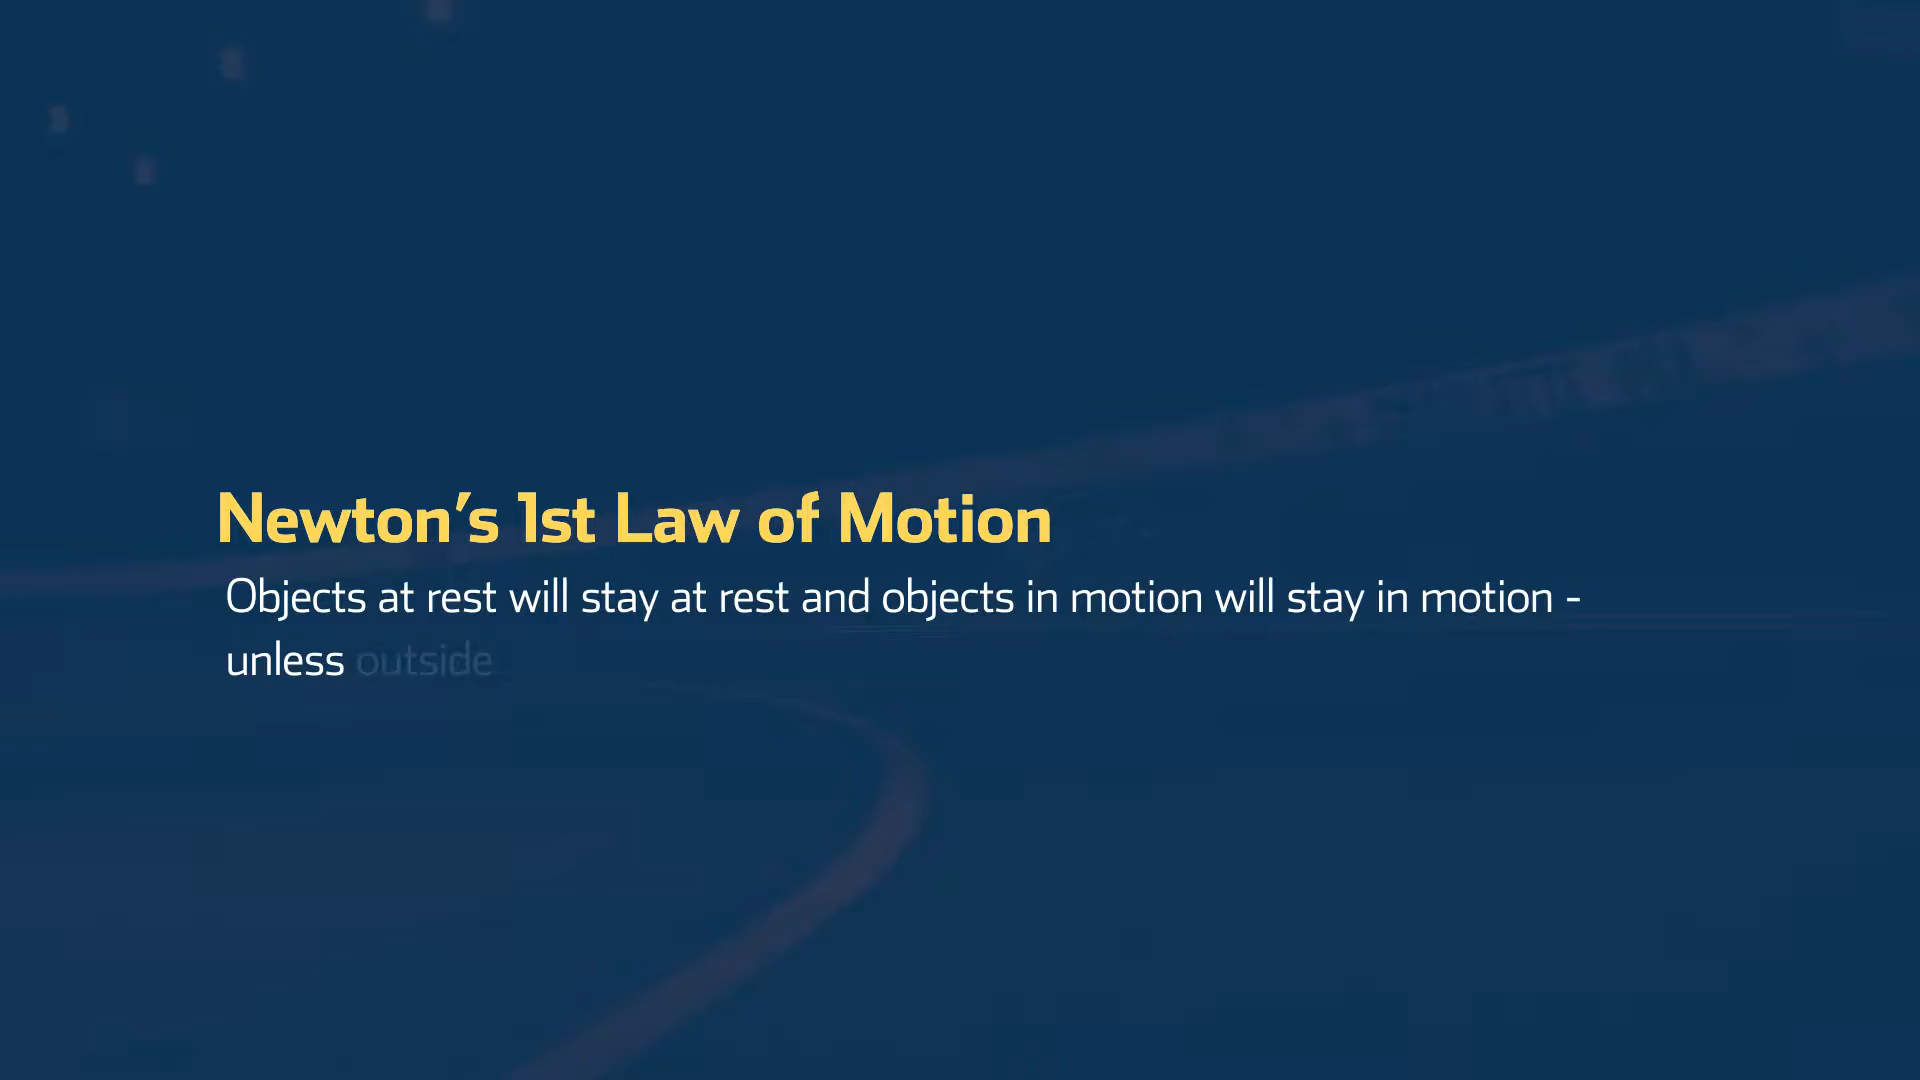 Newton’s 1st Law of Motion
Objects at rest will stay at rest and objects in motion will stay in motion -
unless outside